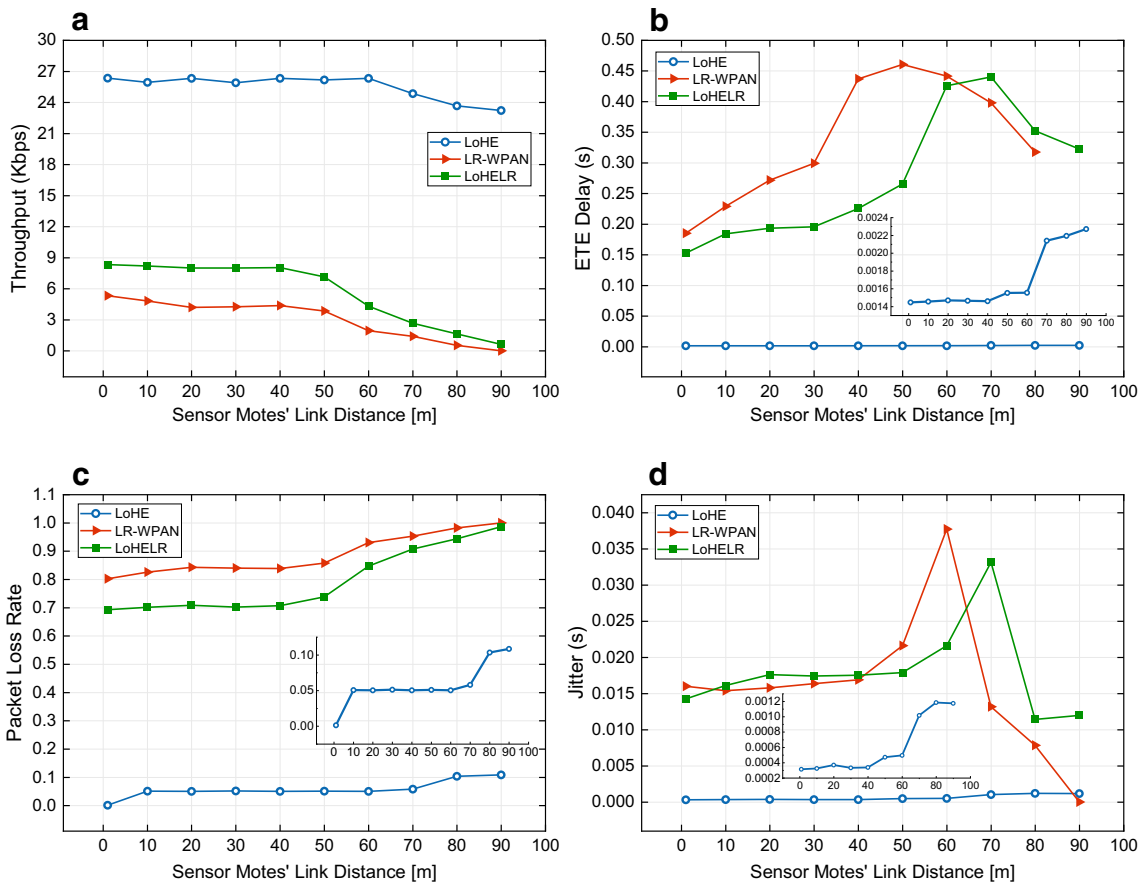 a
30
27
24
21
18
15
12
9
6
3
0
Throughput (Kbps)
LoHE
LR-WPAN
LoHELR
0 10 20 30 40 50 60 70 80 90 100
Sensor Motes' Link Distance [m]
b
0.50
0.45
0.40
0.35
0.30
0.25
0.20
0.15
0.10
0.05
0.00
ETE Delay (s)
LoHE
LR-WPAN
LoHELR
0.0024
0.0022
0.0020
0.0018
0.0016
0.0014
0 10 20 30 40 50 60 70 80 90 100
0 10 20 30 40 50 60 70 80 90 100
Sensor Motes' Link Distance [m]
c
1.1
1.0
0.9
0.8
0.7
0.6
0.5
0.4
0.3
0.2
0.1
0.0
Packet Loss Rate
LoHE
LR-WPAN
LoHELR
0.10
0.05
0.00
0 10 20 30 40 50 60 70 80 90 100
0 10 20 30 40 50 60 70 80 90 100
Sensor Motes' Link Distance [m]
d
0.040
0.035
0.030
0.025
0.020
0.015
0.010
0.005
0.000
Jitter (s)
LoHE
LR-WPAN
LoHELR
0.0012
0.0010
0.0008
0.0006
0.0004
0.0002
0 20 40 60 80 100
0 10 20 30 40 50 60 70 80 90 100
Sensor Motes' Link Distance [m]